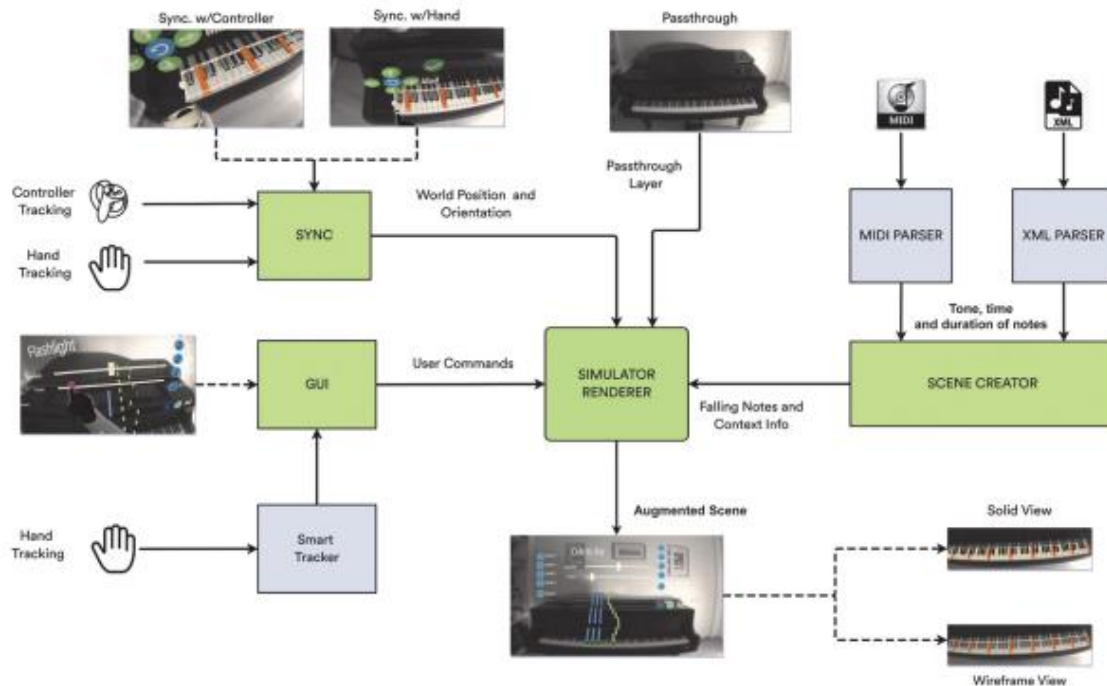 Sync. w/Controller
Sync. w/Hand
Passthrough
MIDI
XML
Controller
Tracking
Hand
Tracking
SYNC
World Position and
Orientation
Passthrough
Layer
MIDI PARSER
XML PARSER
Tone, time
and duration of notes
Flashlight
GUI
User Commands
SIMULATOR
RENDERER
SCENE CREATOR
Falling Notes and
Context Info
Hand
Tracking
Smart
Tracker
Augmented Scene
Solid View
Wireframe View